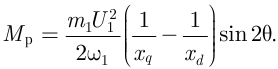 M_p = \frac{m_1 U_1^2}{2\omega_1} \left( \frac{1}{x_q} - \frac{1}{x_d} \right) \sin 2\theta.